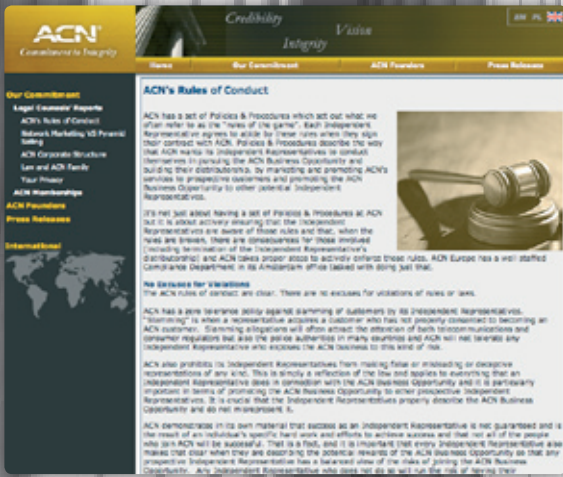 ACN
Commitment to Integrity
Credibility
Vision
Integrity
EN PL
Home
Our Commitment
ACN Founders
Press Releases
Our Commitment
Legal Counsels' Reports
ACN's Rules of Conduct
Network Marketing VS Pyramid
Selling
ACN Corporate Structure
Law and ACN Family
Your Privacy
ACN Memberships
ACN Founders
Press Releases
International
ACN's Rules of Conduct
ACN has a set of Policies & Procedures which set out what we
often refer to as the "rules of the game". Each Independent
Representative agrees to abide by these rules when they sign
their contract with ACN. Policies & Procedures describe the way
that ACN wants its Independent Representatives to conduct
themselves in pursuing the ACN Business Opportunity and
building their distributorship, by marketing and promoting ACN's
services to prospective customers and promoting the ACN
Business Opportunity to other potential Independent
Representatives.
It's not just about having a set of Policies & Procedures at ACN
but it is about actively ensuring that the Independent
Representatives are aware of those rules and that, when the
rules are broken, there are consequences for those involved
(including termination of the Independent Representative's
distributorship) and ACN takes proper steps to actively enforce these rules. ACN Europe has a well staffed
Compliance Department in its Amsterdam office tasked with doing just that.
No Excuses for Violations
The ACN rules of conduct are clear. There are no excuses for violations of rules or laws.
ACN has a zero tolerance policy against slamming of customers by its Independent Representatives.
"Slamming" is when a representative acquires a customer who has not properly consented to becoming an
ACN customer. Slamming allegations will often attract the attention of both telecommunications and
consumer regulators but also the police authorities in many countries and ACN will not tolerate any
Independent Representative who exposes the ACN business to this kind of risk.
ACN also prohibits its Independent Representatives from making false or misleading or deceptive
representations of any kind. This is simply a reflection of the law and applies to everything that an
Independent Representative does in connection with the ACN Business Opportunity and it is particularly
important in terms of promoting the ACN Business Opportunity to other prospective Independent
Representatives. It is crucial that the Independent Representatives properly describe the ACN Business
Opportunity and do not misrepresent it.
ACN demonstrates in its own material that success as an Independent Representative is not guaranteed and is
the result of an individual's specific hard work and efforts to achieve success and that not all of the people
who join ACN will be successful. That is a fact, and it is important that every Independent Representative also
makes that clear when they are describing the potential rewards of the ACN Business Opportunity so that any
prospective Independent Representative has a balanced view of the risks of joining the ACN Business
Opportunity. Any Independent Representative who does not do so will run the risk of having their